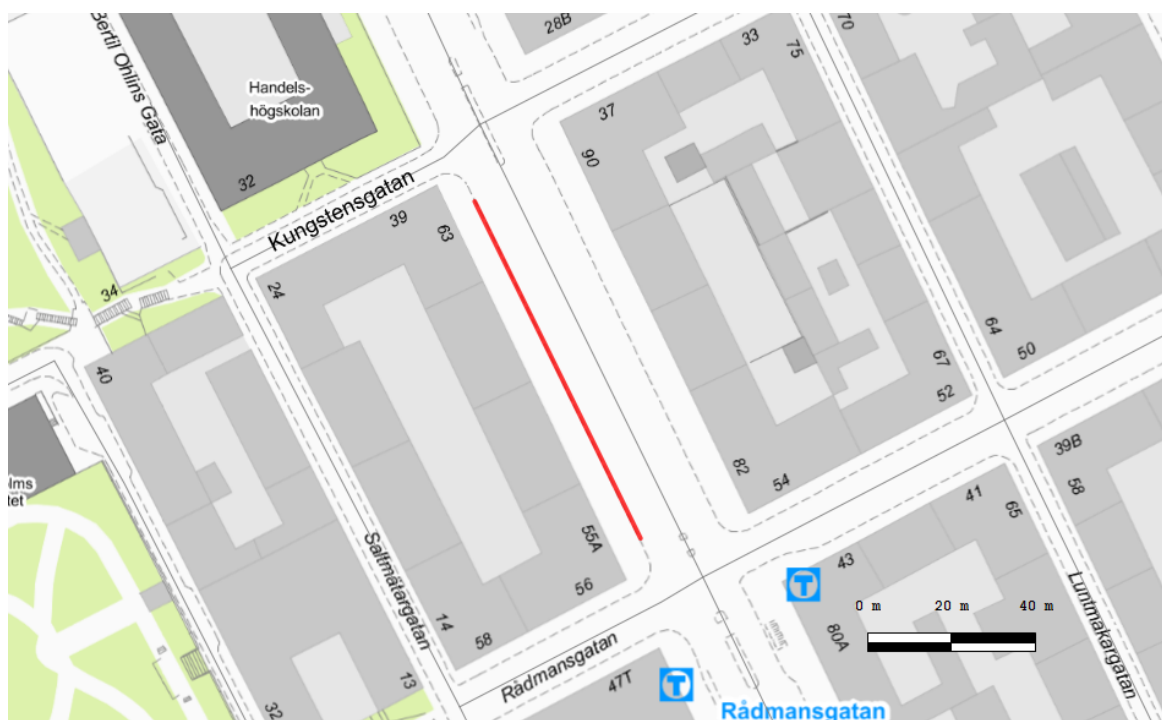 28B
33
75
70
Bertil Ohlins Gata
Handels-
högskolan
37
90
32
Kungstensgatan
39
63
24
34
64
50
67
52
40
39B
58
82
54
olms
tet
41
65
55A
56
43
T
Saltmätargatan
14
58
80A
0 m 20 m 40 m
Luntmakargatan
Rådmansgatan
13
47T
T
32
Rådmansgatan